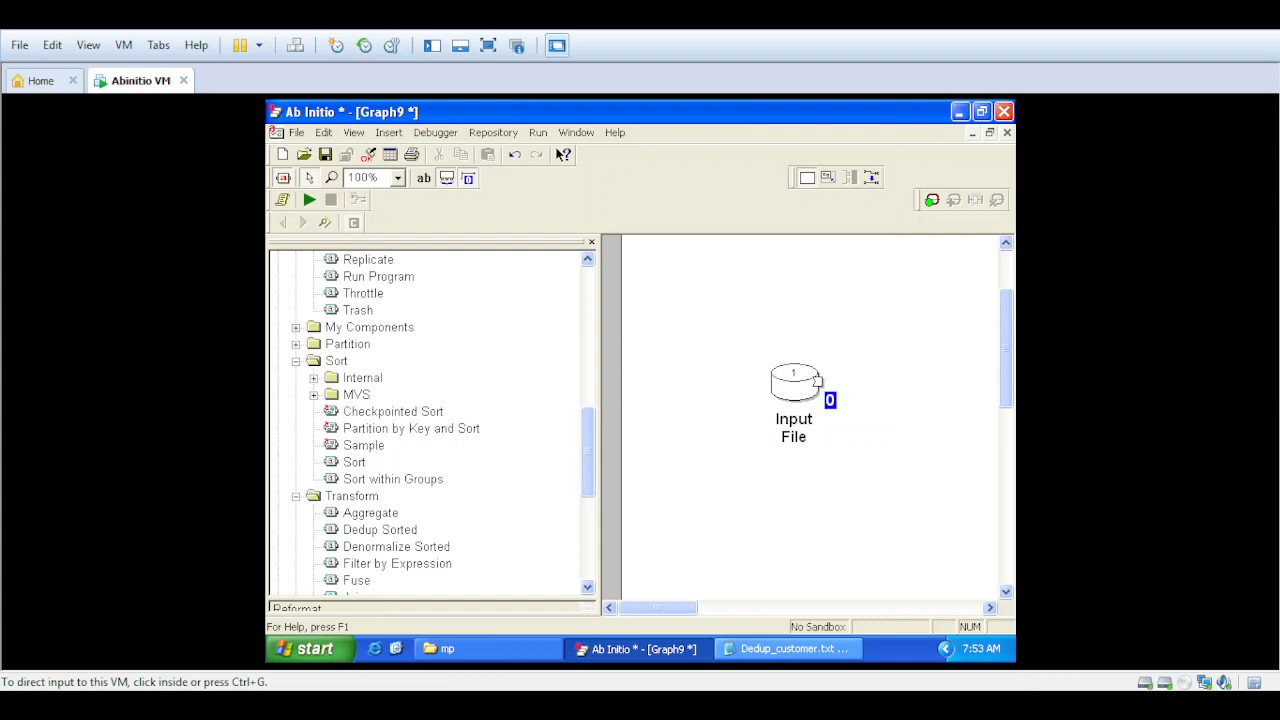 File Edit View VM Tabs Help
Home
Abinitio VM
Ab Initio * - [Graph9 *]
File Edit View Insert Debugger Repository Run Window Help
100%
ab
Replicate
Run Program
Throttle
Trash
My Components
Partition
Sort
Internal
MVS
Checkpointed Sort
Partition by Key and Sort
Sample
Sort
Sort within Groups
Transform
Aggregate
Dedup Sorted
Denormalize Sorted
Filter by Expression
Fuse
Reformat
1
0
Input
File
For Help, press F1
No Sandbox
NUM
start
mp
Ab Initio * - [Graph9 *]
Dedup_customer.txt ...
7:53 AM
To direct input to this VM, click inside or press Ctrl+G.